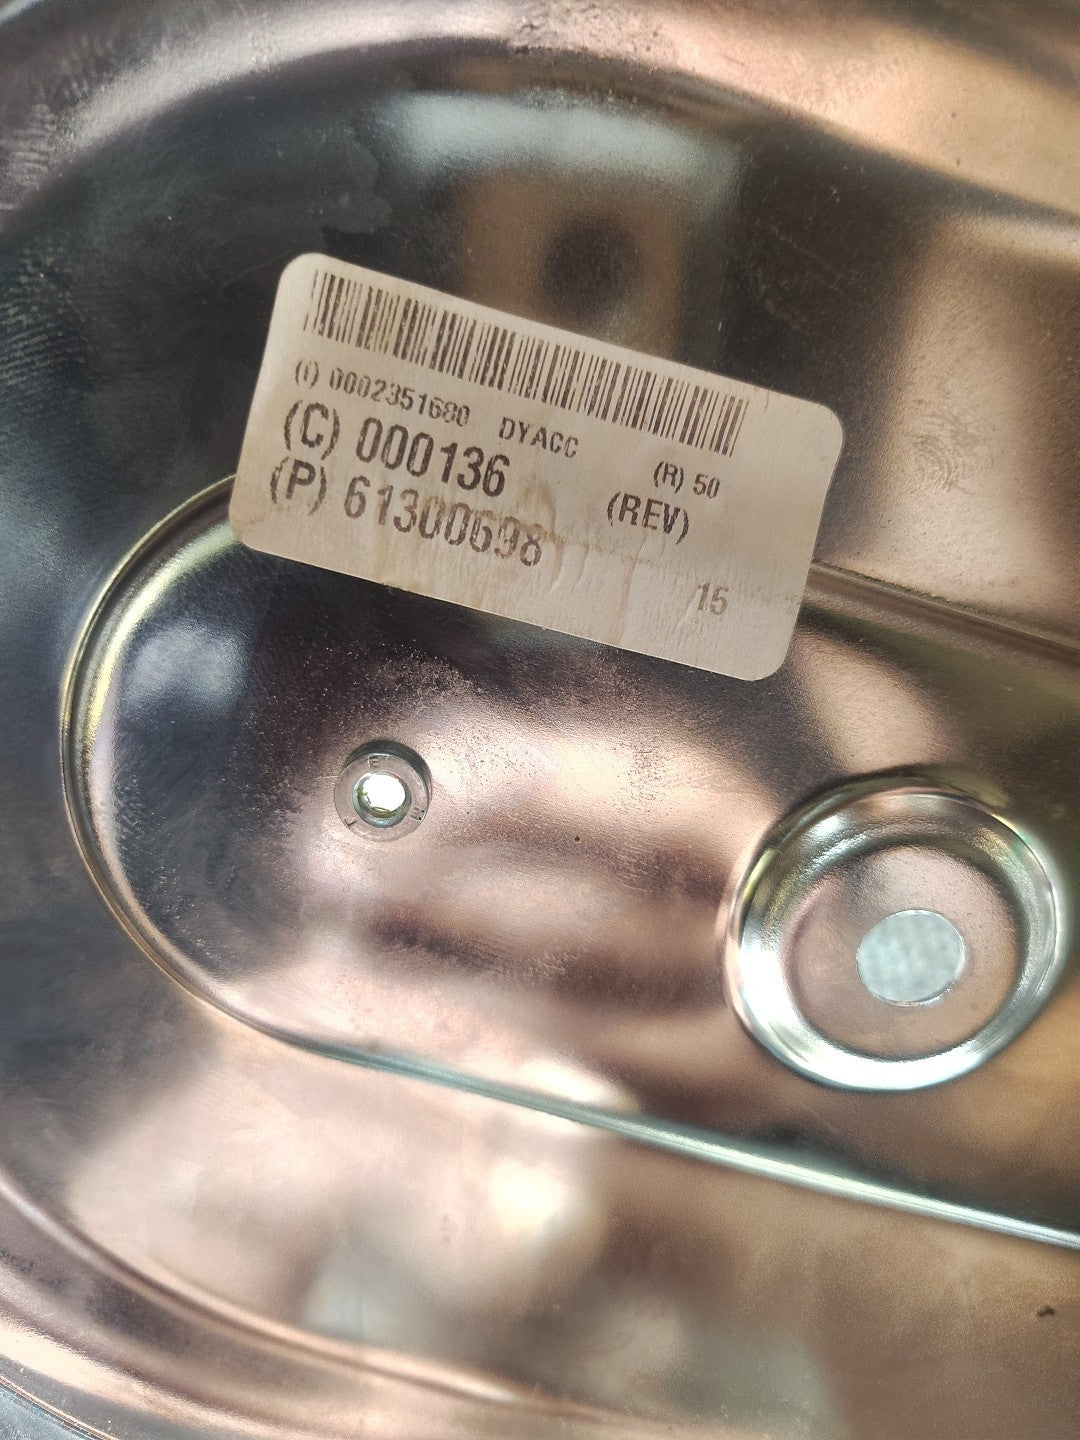 (I) 0002351680 DYACC
(R) 50
(C) 000136
(REV)
(P) 61300698
15